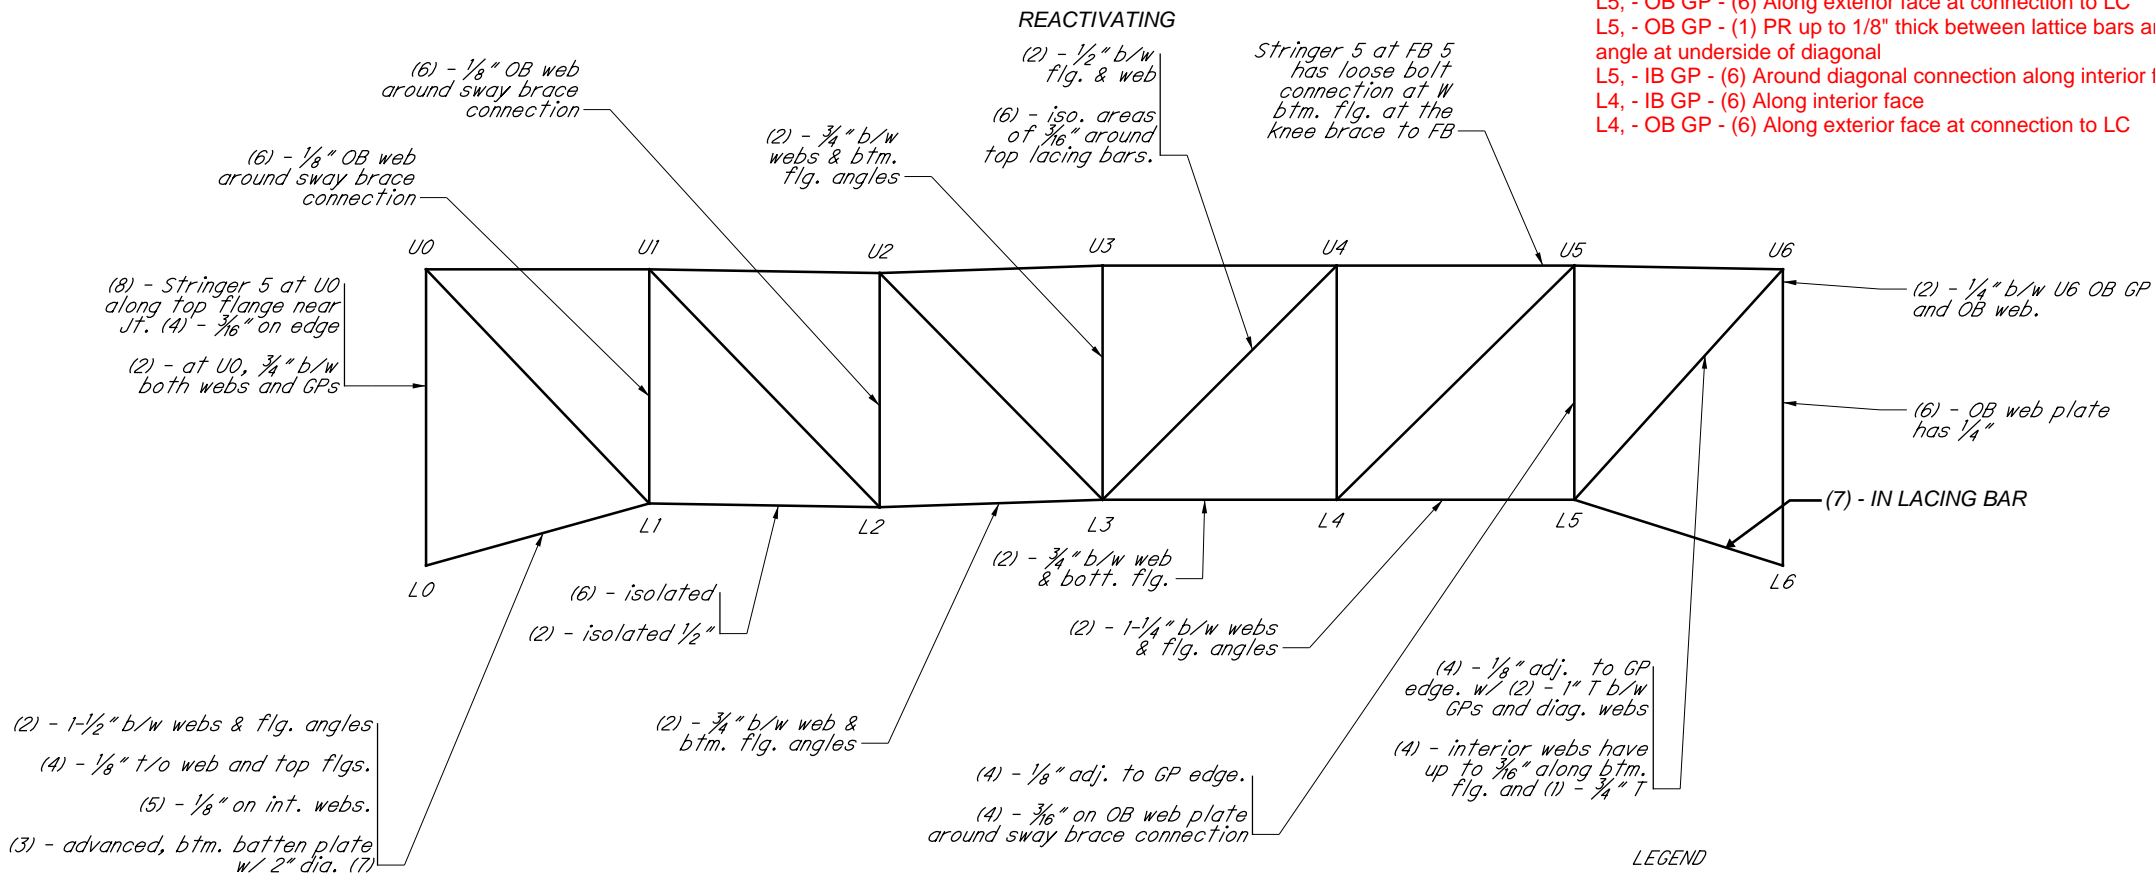 REACTIVATING
L5, - OB GP - (6) Along exterior face at connection to LC
L5, - OB GP - (1) PR up to 1/8" thick between lattice bars
angle at underside of diagonal
L5, - IB GP - (6) Around diagonal connection along interior
L4, - IB GP - (6) Along interior face
L4, - OB GP - (6) Along exterior face at connection to LC
(6) - 1/8" OB web
around sway brace
connection
(2) - 1/2" b/w
flg. & web
(6) - iso. areas
of 3/16" around
top lacing bars.
Stringer 5 at FB 5
has loose bolt
connection at W
btm. flg. at the
knee brace to FB
(6) - 1/8" OB web
around sway brace
connection
(2) - 3/4" b/w
webs & btm.
flg. angles
U0
U1
U2
U3
U4
U5
U6
(8) - Stringer 5 at U0
along top flange near
Jt. (4) - 3/16" on edge
(2) - at U0, 3/4" b/w
both webs and GPs
(2) - 1/4" b/w U6 OB GP
and OB web.
(6) - OB web plate
has 1/4"
(7) - IN LACING BAR
L0
L1
L2
L3
L4
L5
L6
(6) - isolated
(2) - isolated 1/2"
(2) - 3/4" b/w web
& bott. flg.
(2) - 1-1/4" b/w webs
& flg. angles
(2) - 1-1/2" b/w webs & flg. angles
(4) - 1/8" t/o web and top flgs.
(5) - 1/8" on int. webs.
(3) - advanced, btm. batten plate
w/ 2" dia. (7)
(2) - 3/4" b/w web &
btm. flg. angles
(4) - 1/8" adj. to GP edge.
(4) - 3/16" on OB web plate
around sway brace connection
(4) - 1/8" adj. to GP
edge. w/ (2) - 1" T b/w
GPs and diag. webs
(4) - interior webs have
up to 3/16" along btm.
flg. and (1) - 3/4" T
LEGEND